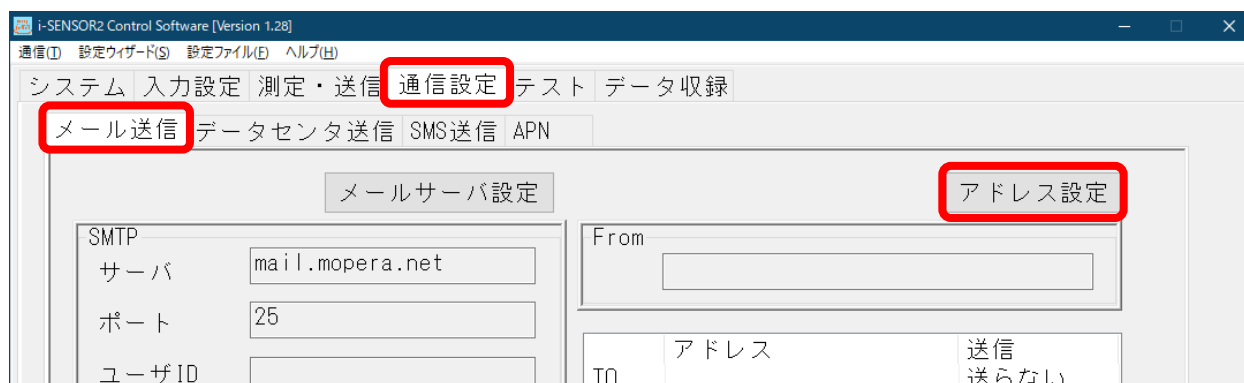 i-SENSOR2 Control Software [Version 1.28]
通信(T) 設定ウィザード(S) 設定ファイル(F) ヘルプ(H)
システム 入力設定 測定・送信 通信設定 テスト データ収録
メール送信 データセンタ送信 SMS送信 APN
メールサーバ設定 アドレス設定
SMTP From
サーバ mail.mopera.net
ポート 25
アドレス 送信
ユーザID TO 送らない